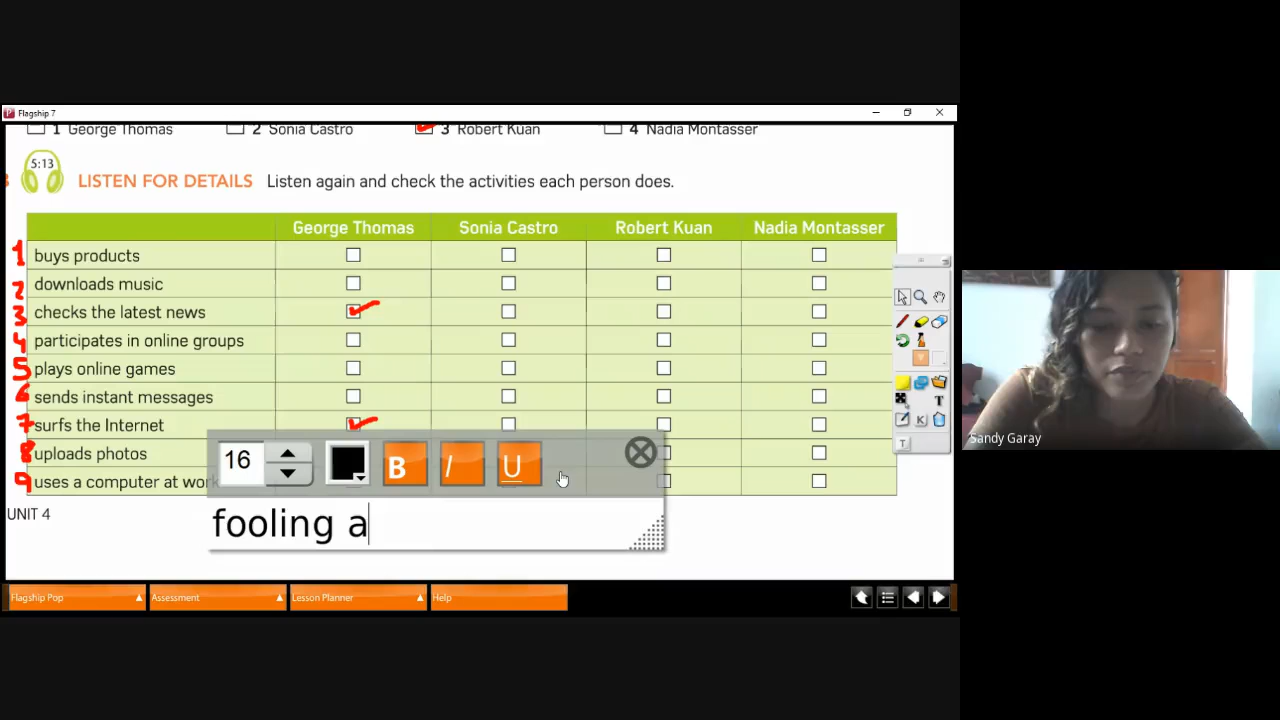 Flagship 7
1 George Thomas 2 Sonia Castro 3 Robert Kuan 4 Nadia Montasser
5:13
LISTEN FOR DETAILS Listen again and check the activities each person does.
George Thomas Sonia Castro Robert Kuan Nadia Montasser
1 buys products
2 downloads music
3 checks the latest news
4 participates in online groups
5 plays online games
6 sends instant messages
7 surfs the Internet
8 uploads photos
9 uses a computer at work
16 B I U
fooling a
UNIT 4
Flagship Pop Assessment Lesson Planner Help
Sandy Garay